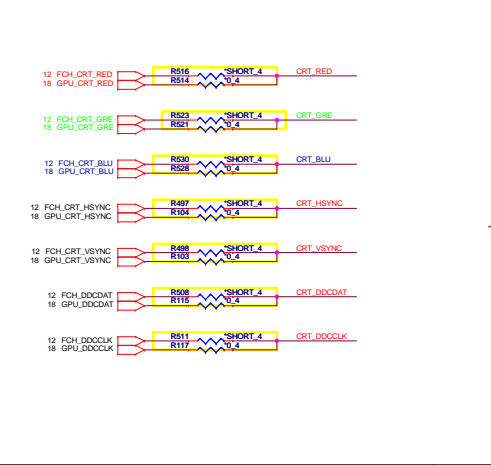 12 FCH_CRT_RED R516 *SHORT_4 CRT_RED
18 GPU_CRT_RED R514 *0_4
12 FCH_CRT_GRE R523 *SHORT_4 CRT_GRE
18 GPU_CRT_GRE R521 *0_4
12 FCH_CRT_BLU R530 *SHORT_4 CRT_BLU
18 GPU_CRT_BLU R528 *0_4
12 FCH_CRT_HSYNC R497 *SHORT_4 CRT_HSYNC
18 GPU_CRT_HSYNC R104 *0_4
12 FCH_CRT_VSYNC R498 *SHORT_4 CRT_VSYNC
18 GPU_CRT_VSYNC R103 *0_4
12 FCH_DDCDAT R508 *SHORT_4 CRT_DDCDAT
18 GPU_DDCDAT R115 *0_4
12 FCH_DDCCLK R511 *SHORT_4 CRT_DDCCLK
18 GPU_DDCCLK R117 *0_4